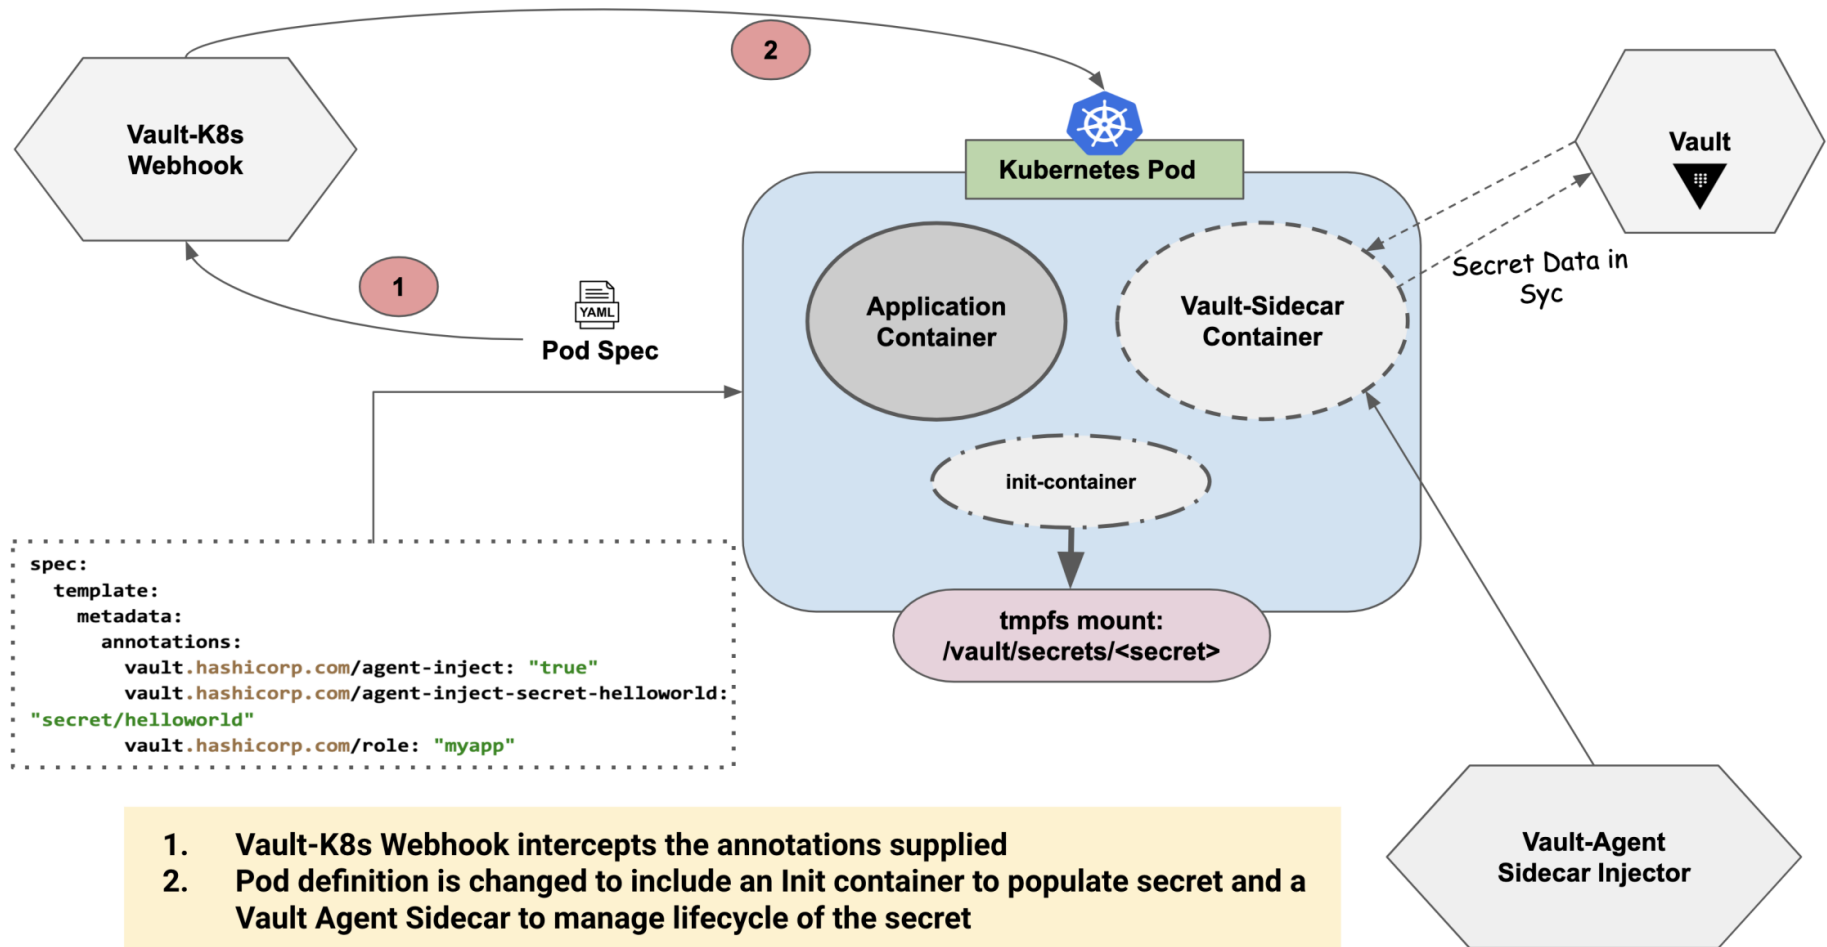 2
Vault-K8s
Webhook
Vault
Kubernetes Pod
1
YAML
Pod Spec
Application
Container
Vault-Sidecar
Container
Secret Data in
Syc
init-container
tmpfs mount:
/vault/secrets/<secret>
spec:
  template:
    metadata:
      annotations:
        vault.hashicorp.com/agent-inject: "true"
        vault.hashicorp.com/agent-inject-secret-helloworld:
"secret/helloworld"
        vault.hashicorp.com/role: "myapp"
1. Vault-K8s Webhook intercepts the annotations supplied
2. Pod definition is changed to include an Init container to populate secret and a
Vault Agent Sidecar to manage lifecycle of the secret
Vault-Agent
Sidecar Injector